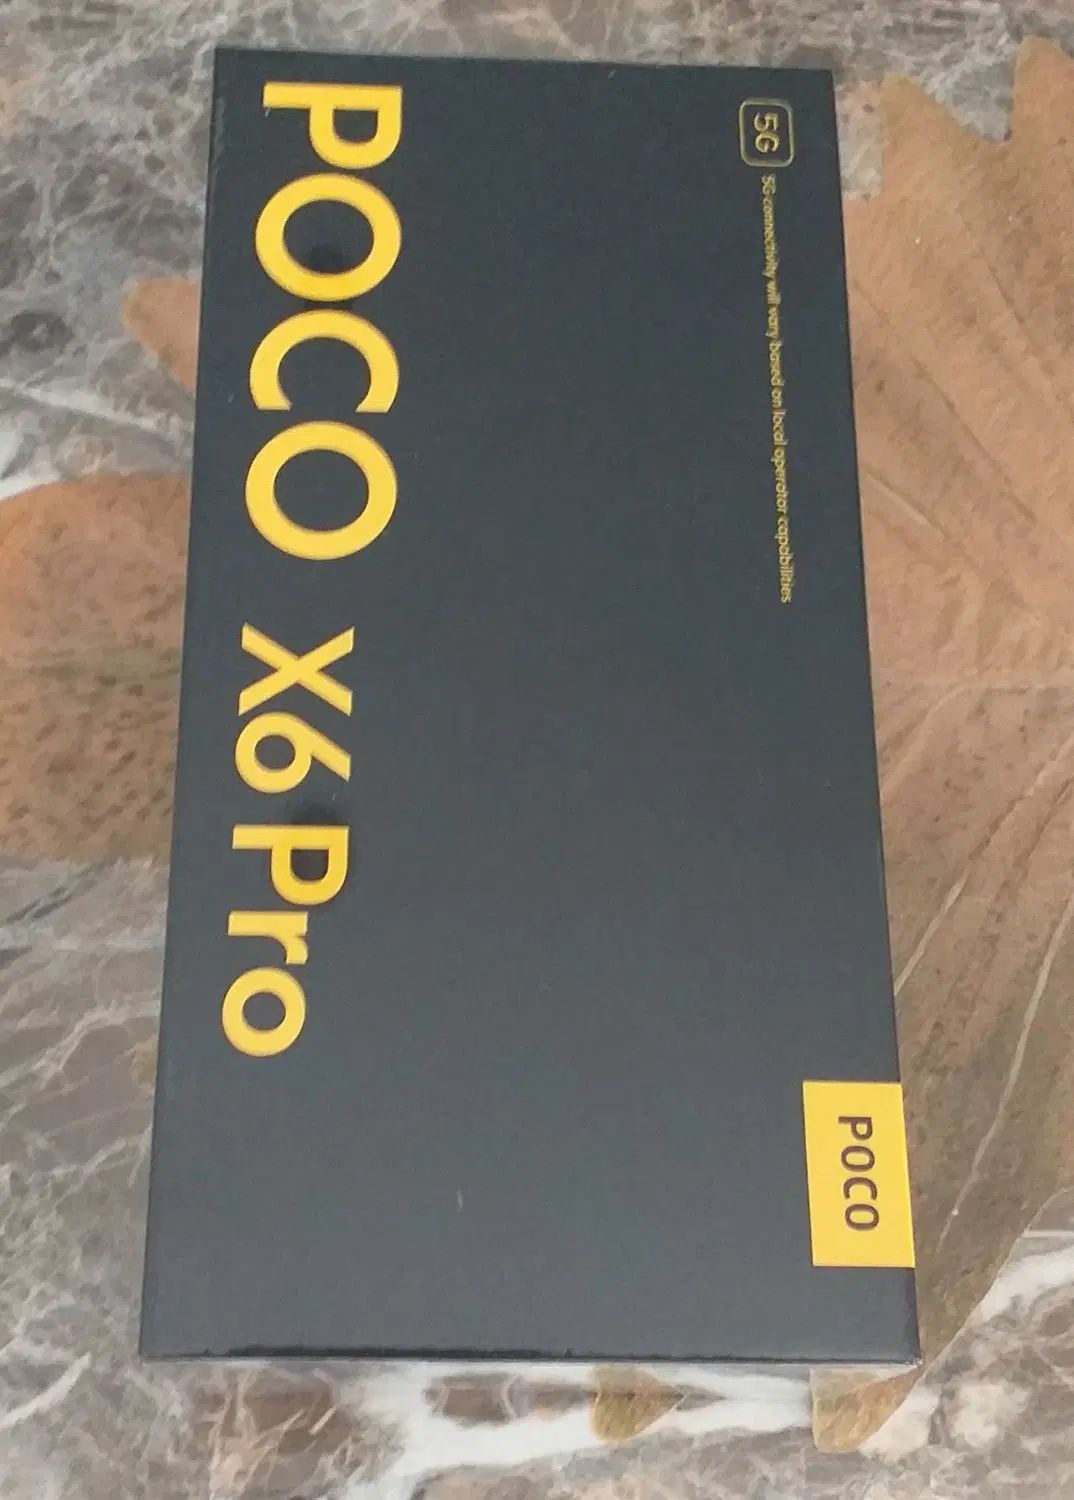 5G
5G connectivity will vary based on local operator capabilities
POCO
POCO X6 Pro